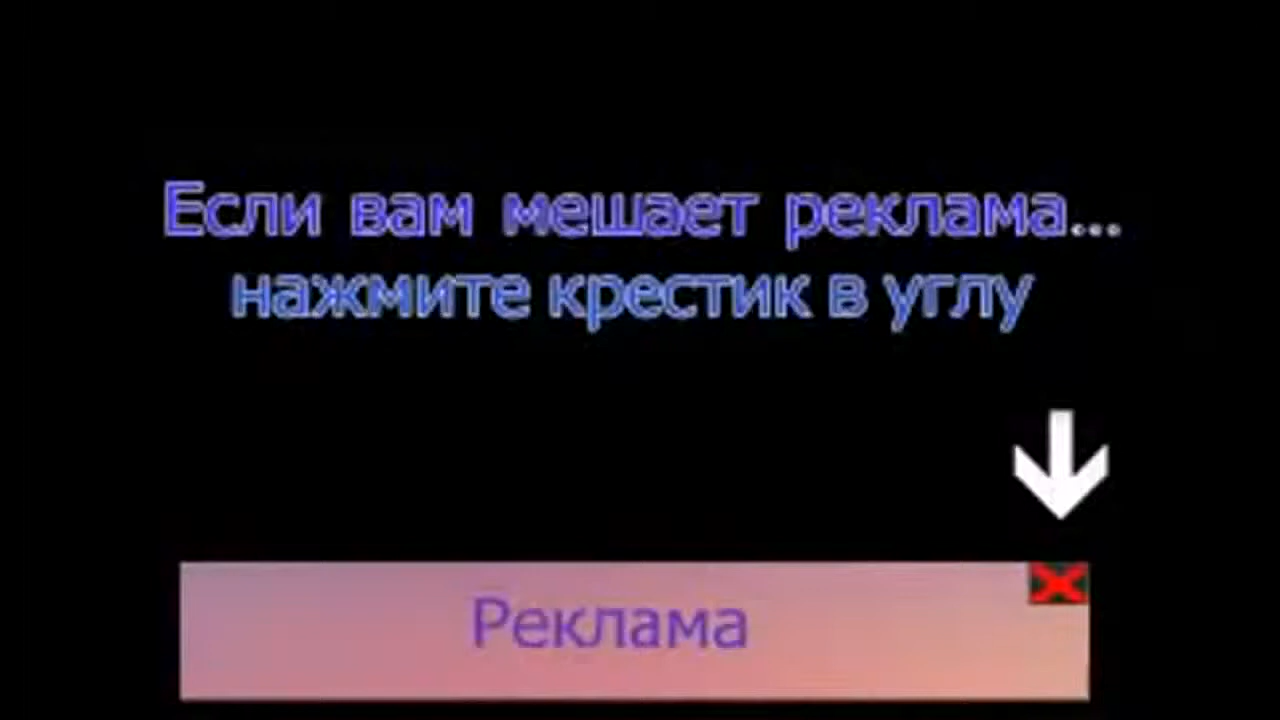 Если вам мешает реклама...
нажмите крестик в углу
Реклама